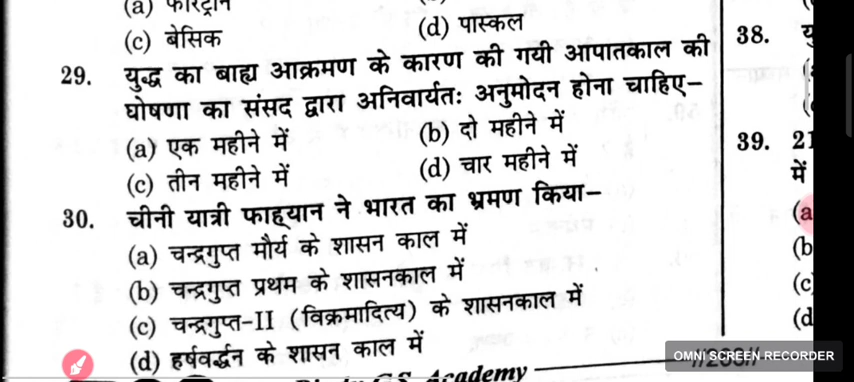 (a) फोरट्रान
(c) बेसिक
(d) पास्कल
29. युद्ध का बाह्य आक्रमण के कारण की गयी आपातकाल की
घोषणा का संसद द्वारा अनिवार्यतः अनुमोदन होना चाहिए–
(a) एक महीने में
(b) दो महीने में
(c) तीन महीने में
(d) चार महीने में
30. चीनी यात्री फाह्यान ने भारत का भ्रमण किया–
(a) चन्द्रगुप्त मौर्य के शासन काल में
(b) चन्द्रगुप्त प्रथम के शासनकाल में
(c) चन्द्रगुप्त-II (विक्रमादित्य) के शासनकाल में
(d) हर्षवर्द्धन के शासन काल में
38.
39. 21
में
(a
(b
(c)
(d
Academy
OMNI SCREEN RECORDER